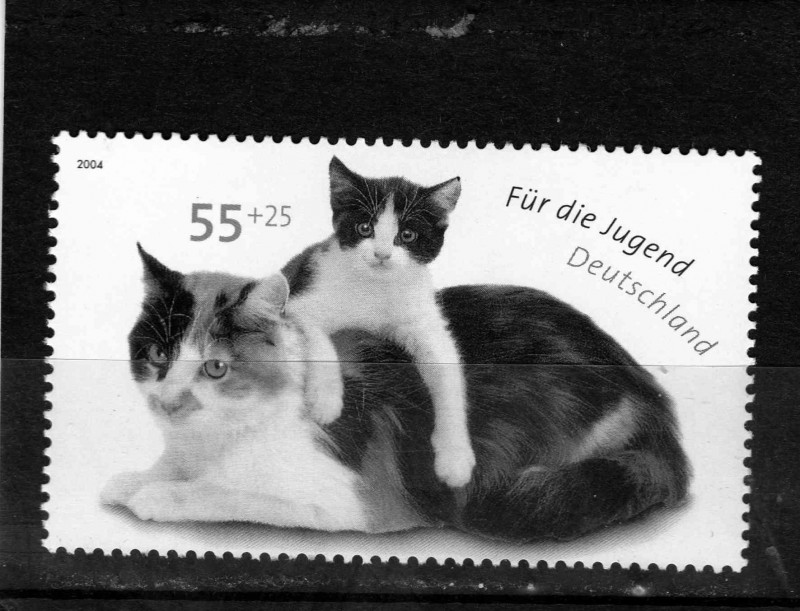 2004
55+25
Für die Jugend
Deutschland